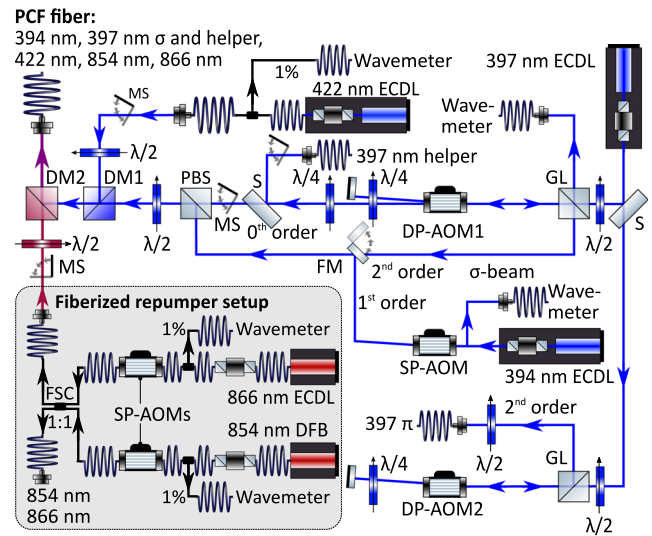 PCF fiber:
394 nm, 397 nm σ and helper,
422 nm, 854 nm, 866 nm
Wavemeter
1%
397 nm ECDL
MS
422 nm ECDL
Wave-
meter
λ/2
397 nm helper
λ/4
λ/4
DM2
DM1
PBS
S
GL
MS
DP-AOM1
λ/2
S
λ/2
λ/2
0th order
MS
FM
2nd order
σ-beam
1st order
Wave-
meter
Fiberized repumper setup
1%
Wavemeter
SP-AOM
394 nm ECDL
FSC
866 nm ECDL
1:1
SP-AOMs
854 nm DFB
397 π
2nd order
λ/2
GL
λ/4
854 nm
866 nm
1%
Wavemeter
DP-AOM2
λ/2